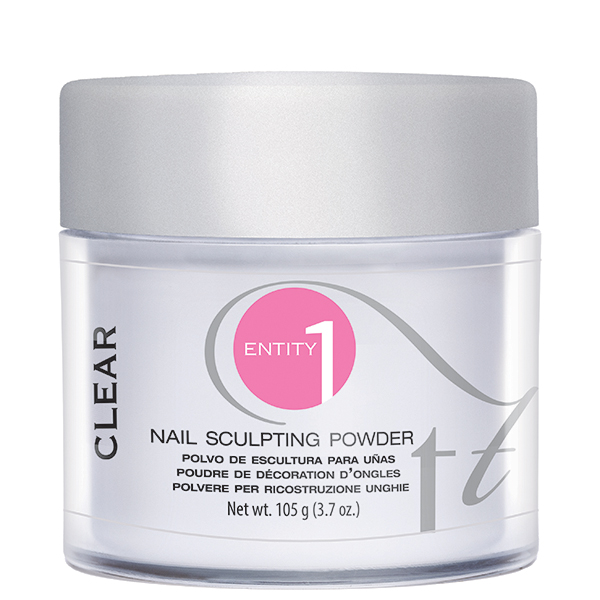 CLEAR
ENTITY 1
NAIL SCULPTING POWDER
POLVO DE ESCULTURA PARA UÑAS
POUDRE DE DÉCORATION D'ONGLES
POLVERE PER RICOSTRUZIONE UNGHIE
Net wt. 105 g (3.7 oz.)